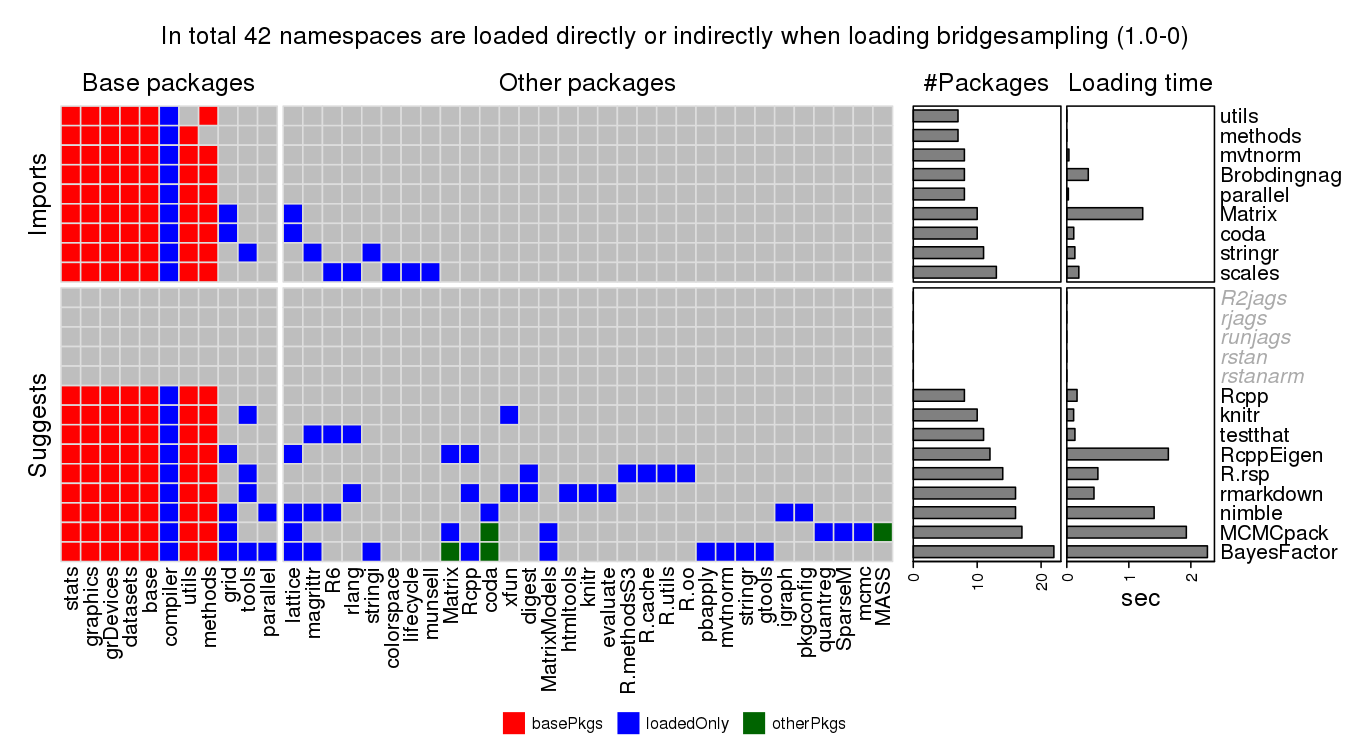 In total 42 namespaces are loaded directly or indirectly when loading bridgesampling (1.0-0)
Base packages
Other packages
#Packages
Loading time
Imports
utils
methods
mvtnorm
Brobdingnag
parallel
Matrix
coda
stringr
scales
Suggests
R2jags
rjags
runjags
rstan
rstanarm
Rcpp
knitr
testthat
RcppEigen
R.rsp
rmarkdown
nimble
MCMCpack
BayesFactor
stats
graphics
grDevices
datasets
base
compiler
utils
methods
grid
tools
parallel
lattice
magrittr
R6
rlang
stringi
colorspace
lifecycle
munsell
Matrix
Rcpp
coda
xfun
digest
MatrixModels
htmltools
knitr
evaluate
R.methodsS3
R.cache
R.utils
R.oo
pbapply
mvtnorm
stringr
gtools
igraph
pkgconfig
quantreg
SparseM
mcmc
MASS
0
10
20
0
1
2
sec
basePkgs
loadedOnly
otherPkgs